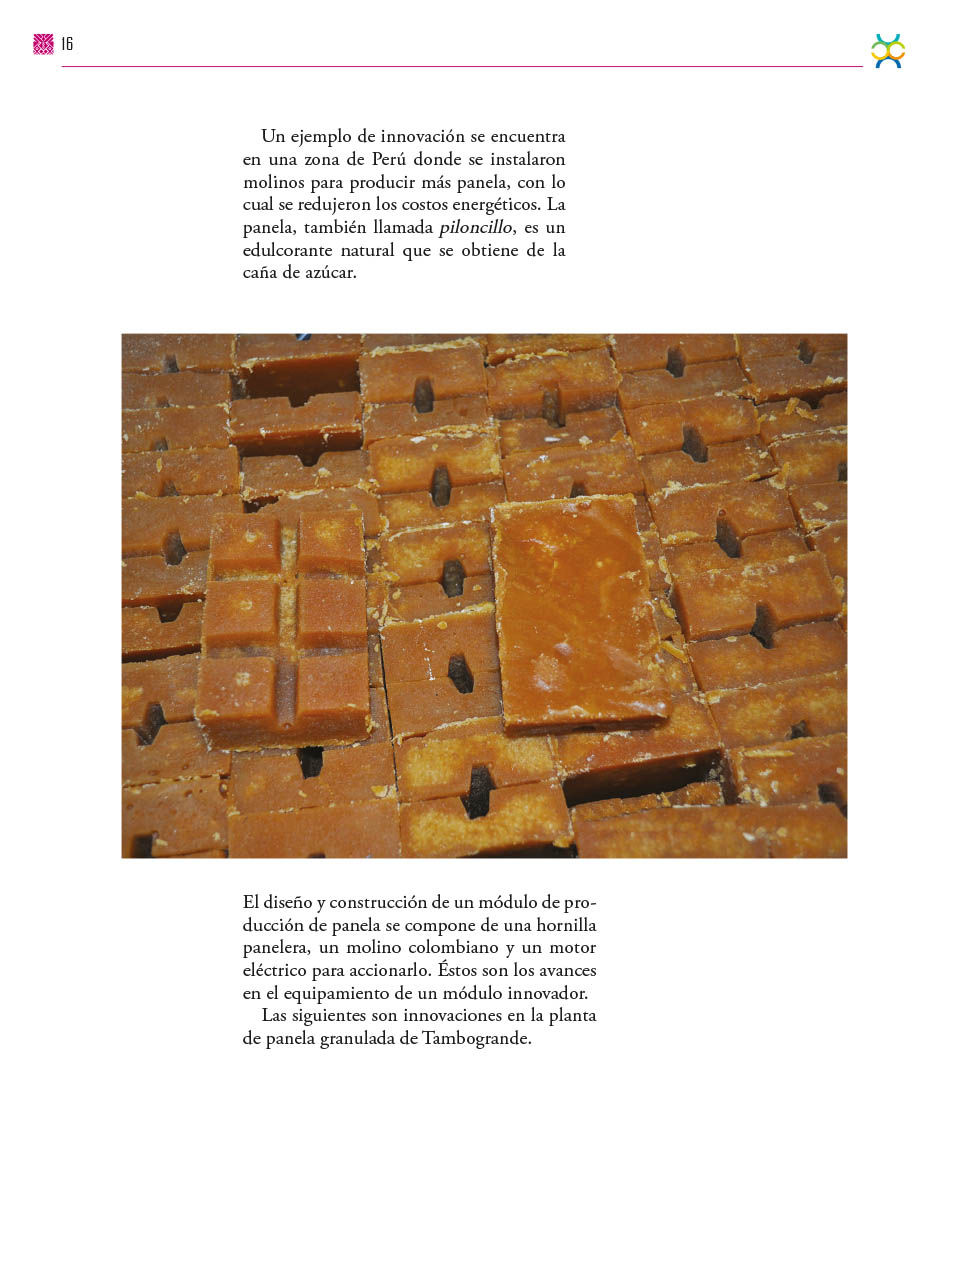 16
Un ejemplo de innovación se encuentra
en una zona de Perú donde se instalaron
molinos para producir más panela, con lo
cual se redujeron los costos energéticos. La
panela, también llamada piloncillo, es un
edulcorante natural que se obtiene de la
caña de azúcar.
El diseño y construcción de un módulo de pro-
ducción de panela se compone de una hornilla
panelera, un molino colombiano y un motor
eléctrico para accionarlo. Éstos son los avances
en el equipamiento de un módulo innovador.
Las siguientes son innovaciones en la planta
de panela granulada de Tambogrande.